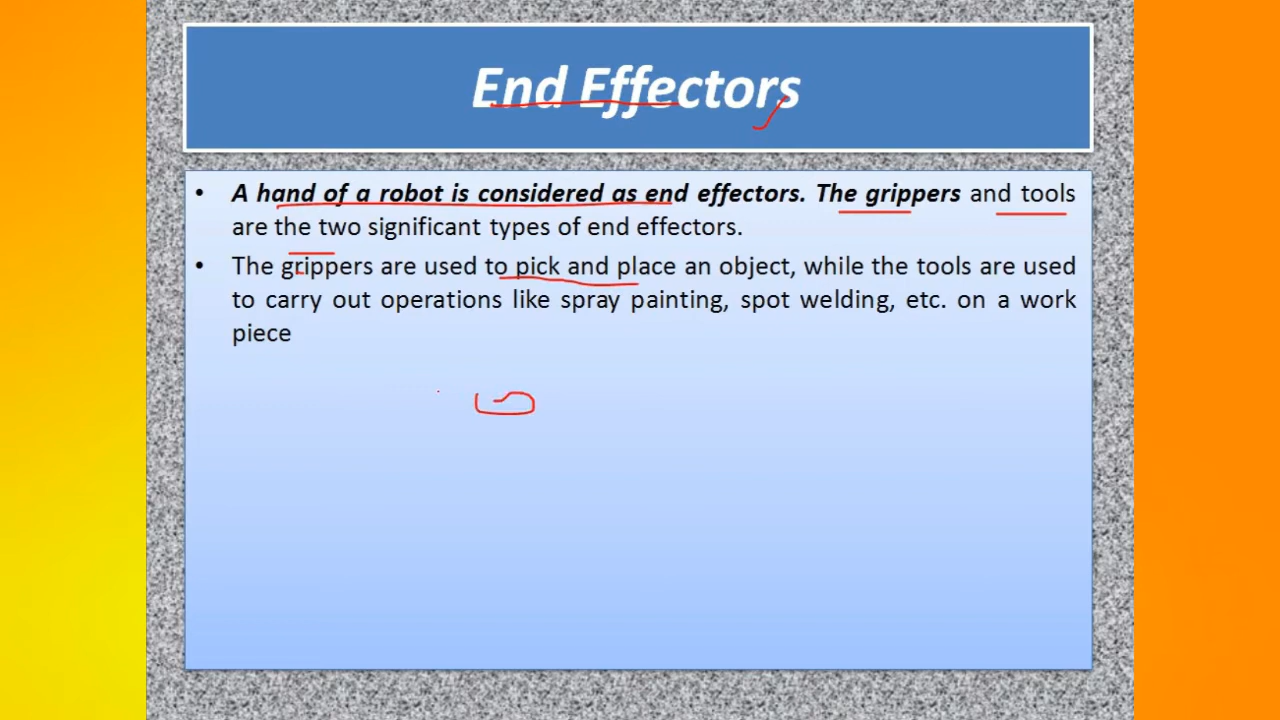 End Effectors
• A hand of a robot is considered as end effectors. The grippers and tools
are the two significant types of end effectors.
• The grippers are used to pick and place an object, while the tools are used
to carry out operations like spray painting, spot welding, etc. on a work
piece